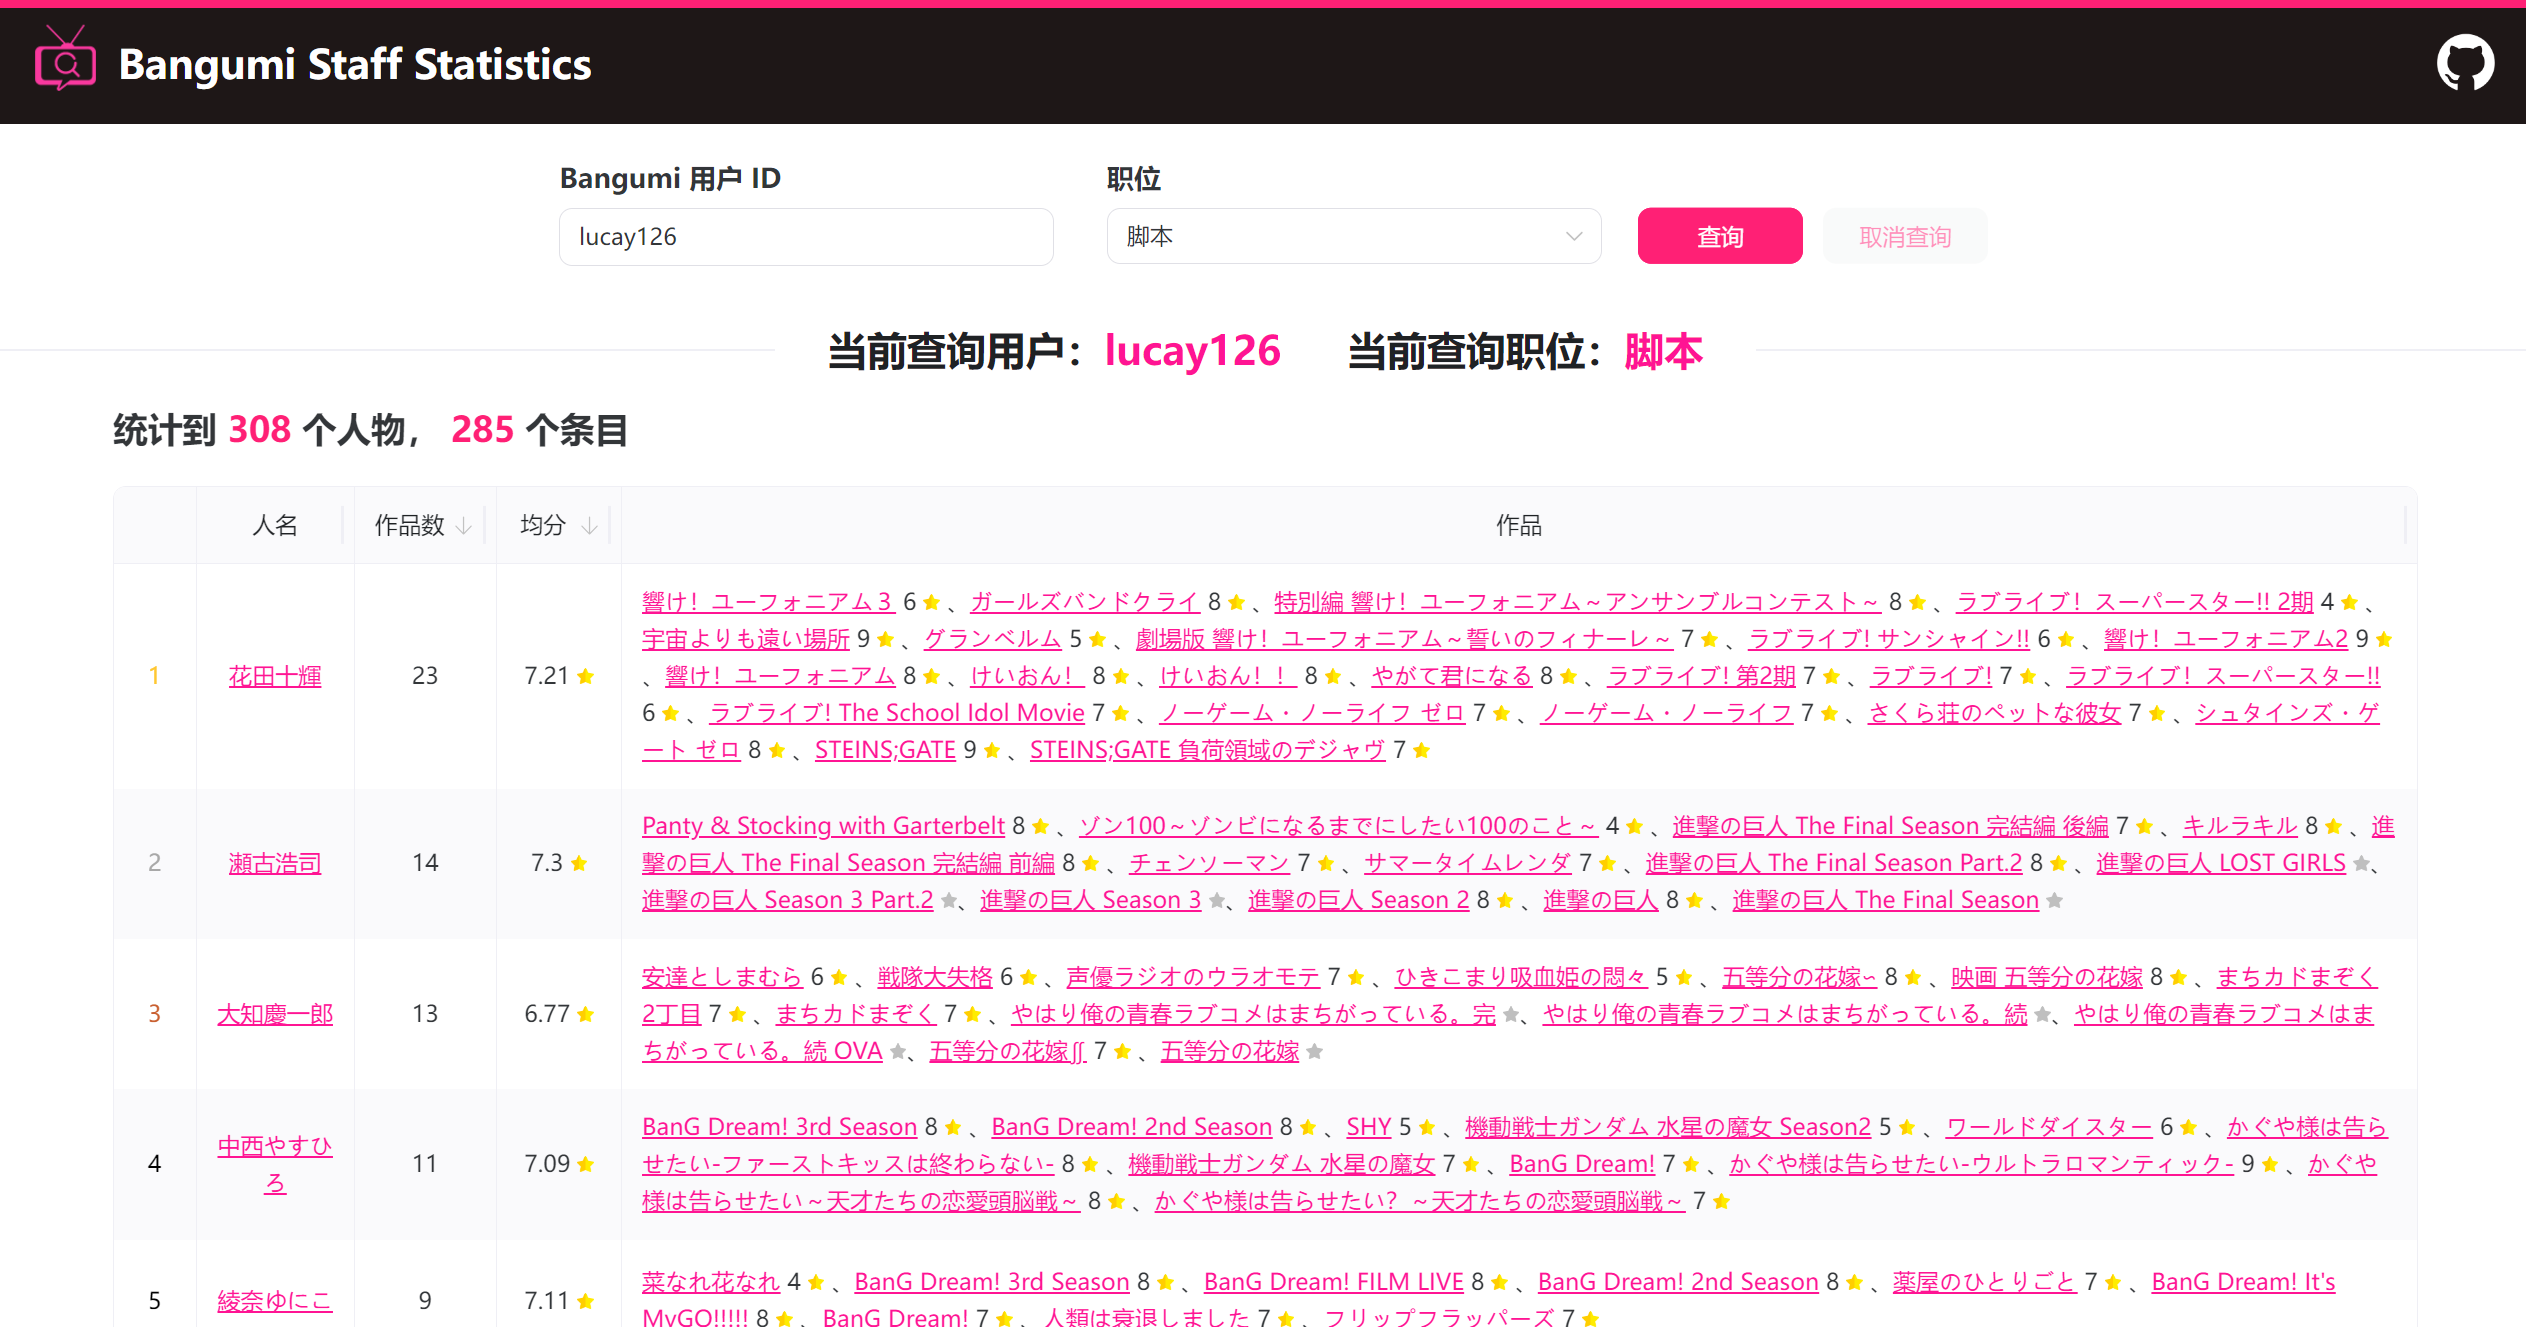 Bangumi Staff Statistics
Bangumi 用户 ID
职位
lucay126
脚本
查询
取消查询
当前查询用户：lucay126 当前查询职位：脚本
统计到 308 个人物， 285 个条目
人名 作品数 均分 作品
1 花田十輝 23 7.21
響け！ユーフォニアム３ 6 、ガールズバンドクライ 8 、特別編 響け！ユーフォニアム～アンサンブルコンテスト～ 8 、ラブライブ！スーパースター!! 2期 4 、
宇宙よりも遠い場所 9 、グランベルム 5 、劇場版 響け！ユーフォニアム～誓いのフィナーレ～ 7 、ラブライブ! サンシャイン!! 6 、響け！ユーフォニアム2 9
、響け！ユーフォニアム 8 、けいおん！ 8 、けいおん！！ 8 、やがて君になる 8 、ラブライブ! 第2期 7 、ラブライブ! 7 、ラブライブ！スーパースター!!
6 、ラブライブ! The School Idol Movie 7 、ノーゲーム・ノーライフ ゼロ 7 、ノーゲーム・ノーライフ 7 、さくら荘のペットな彼女 7 、シュタインズ・ゲ
ート ゼロ 8 、STEINS;GATE 9 、STEINS;GATE 負荷領域のデジャヴ 7
2 瀬古浩司 14 7.3
Panty & Stocking with Garterbelt 8 、ゾン100～ゾンビになるまでにしたい100のこと～ 4 、進撃の巨人 The Final Season 完結編 後編 7 、キルラキル 8 、進
撃の巨人 The Final Season 完結編 前編 8 、チェンソーマン 7 、サマータイムレンダ 7 、進撃の巨人 The Final Season Part.2 8 、進撃の巨人 LOST GIRLS 、
進撃の巨人 Season 3 Part.2 、進撃の巨人 Season 3 、進撃の巨人 Season 2 8 、進撃の巨人 8 、進撃の巨人 The Final Season
3 大知慶一郎 13 6.77
安達としまむら 6 、戦隊大失格 6 、声優ラジオのウラオモテ 7 、ひきこまり吸血姫の悶々 5 、五等分の花嫁~ 8 、映画 五等分の花嫁 8 、まちカドまぞく
2丁目 7 、まちカドまぞく 7 、やはり俺の青春ラブコメはまちがっている。完 、やはり俺の青春ラブコメはまちがっている。続 、やはり俺の青春ラブコメはま
ちがっている。続 OVA 、五等分の花嫁∬ 7 、五等分の花嫁
4 中西やすひ
ろ 11 7.09
BanG Dream! 3rd Season 8 、BanG Dream! 2nd Season 8 、SHY 5 、機動戦士ガンダム 水星の魔女 Season2 5 、ワールドダイスター 6 、かぐや様は告ら
せたい-ファーストキッスは終わらない- 8 、機動戦士ガンダム 水星の魔女 7 、BanG Dream! 7 、かぐや様は告らせたい-ウルトラロマンティック- 9 、かぐや
様は告らせたい～天才たちの恋愛頭脳戦～ 8 、かぐや様は告らせたい？～天才たちの恋愛頭脳戦～ 7
5 綾奈ゆにこ 9 7.11
菜なれ花なれ 4 、BanG Dream! 3rd Season 8 、BanG Dream! FILM LIVE 8 、BanG Dream! 2nd Season 8 、薬屋のひとりごと 7 、BanG Dream! It's
MyGO!!!!! 8 、BanG Dream! 7 、人類は衰退しました 7 、フリップフラッパーズ 7